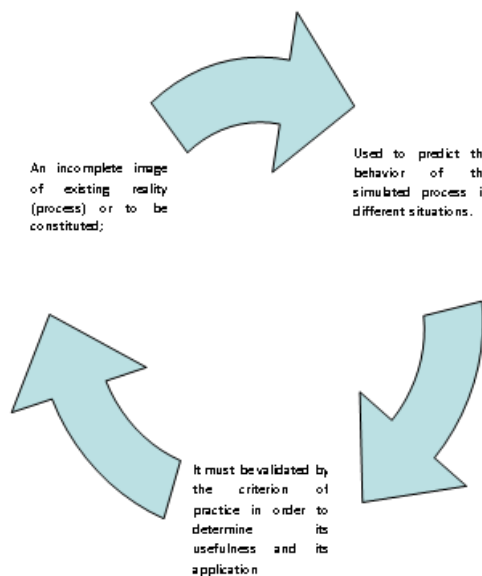 An incomplete image
of existing reality
(process) or to be
constituted;
Used to predict th
behavior of th
simulated process i
different situations.
It must be validated by
the criterion of
practice in order to
determine its
usefulness and its
application